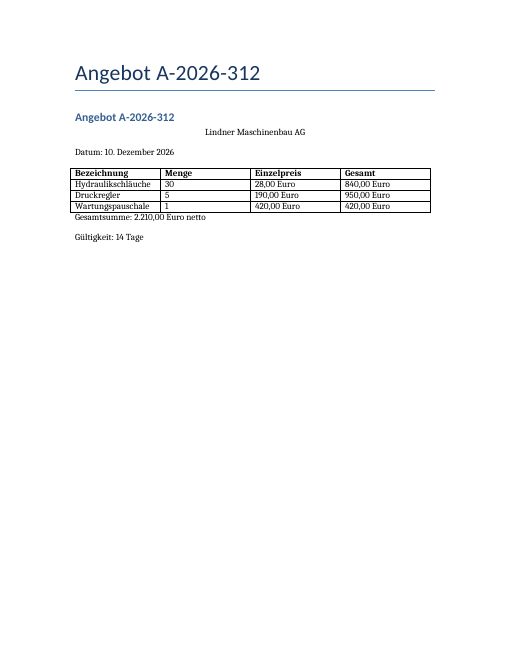 Angebot A-2026-312
Angebot A-2026-312
Lindner Maschinenbau AG
Datum: 10. Dezember 2026
Bezeichnung Menge Einzelpreis Gesamt
Hydraulikschläuche 30 28,00 Euro 840,00 Euro
Druckregler 5 190,00 Euro 950,00 Euro
Wartungspauschale 1 420,00 Euro 420,00 Euro
Gesamtsumme: 2.210,00 Euro netto
Gültigkeit: 14 Tage